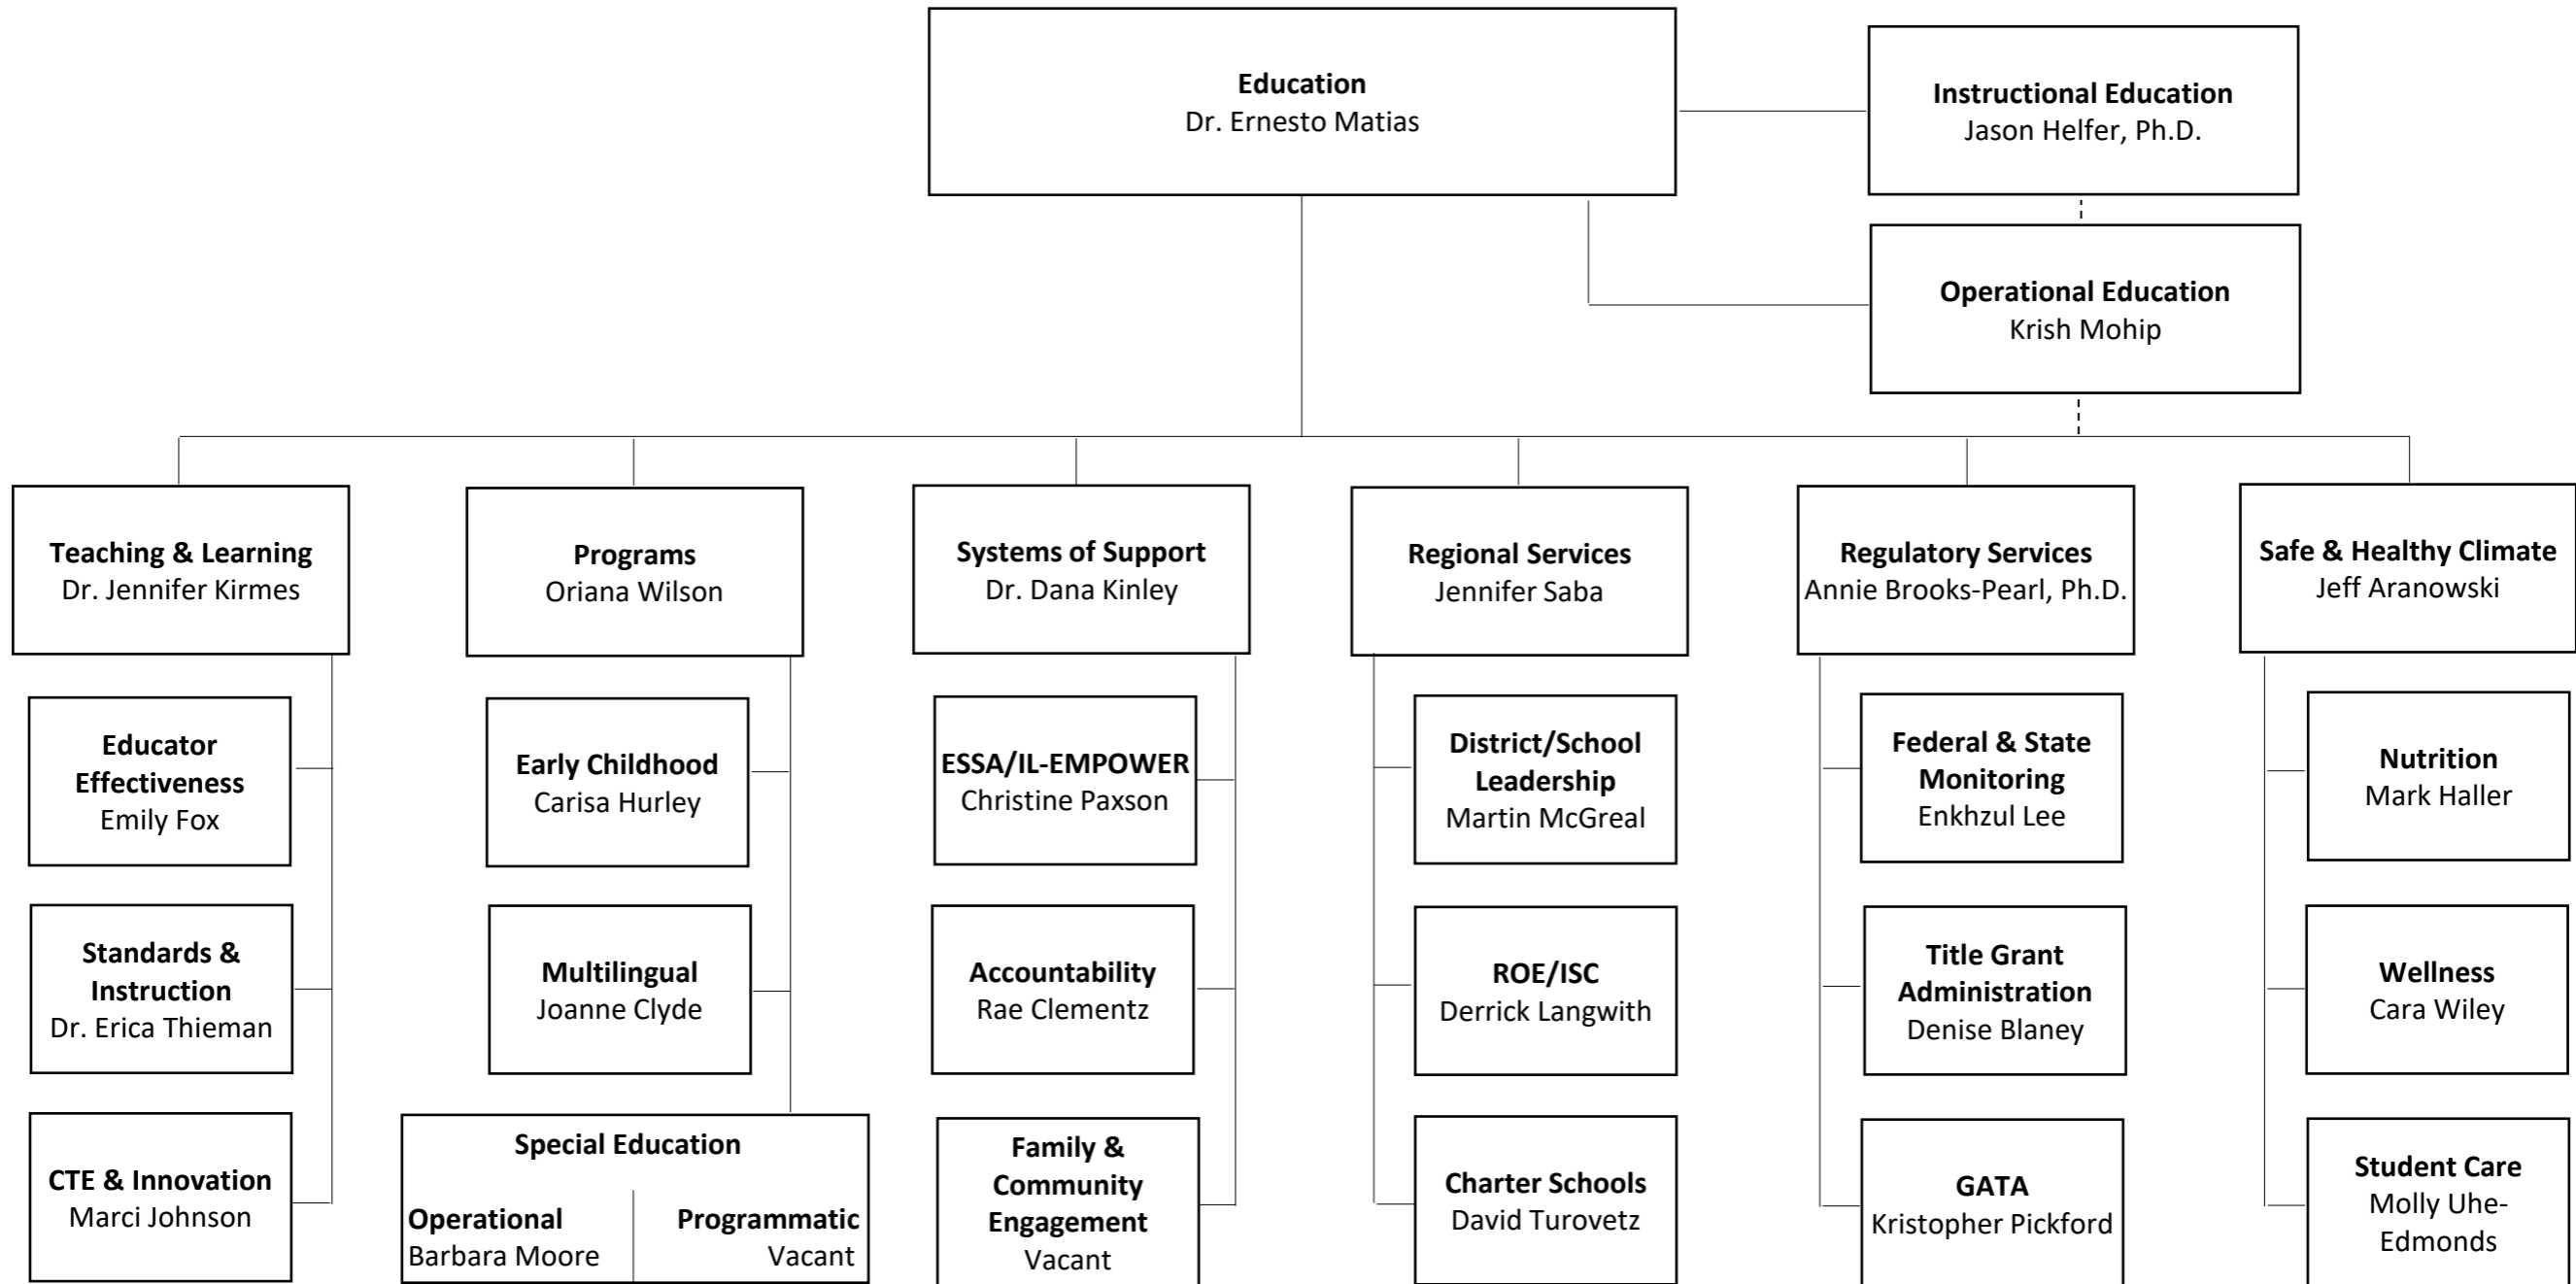 Education
Dr. Ernesto Matias
Instructional Education
Jason Helfer, Ph.D.
Operational Education
Krish Mohip
Teaching & Learning
Dr. Jennifer Kirmes
Programs
Oriana Wilson
Systems of Support
Dr. Dana Kinley
Regional Services
Jennifer Saba
Regulatory Services
Annie Brooks-Pearl, Ph.D.
Safe & Healthy Climate
Jeff Aranowski
Educator
Effectiveness
Emily Fox
Early Childhood
Carisa Hurley
ESSA/IL-EMPOWER
Christine Paxson
District/School
Leadership
Martin McGreal
Federal & State
Monitoring
Enkhzul Lee
Nutrition
Mark Haller
Standards &
Instruction
Dr. Erica Thieman
Multilingual
Joanne Clyde
Accountability
Rae Clementz
ROE/ISC
Derrick Langwith
Title Grant
Administration
Denise Blaney
Wellness
Cara Wiley
CTE & Innovation
Marci Johnson
Special Education
Operational
Barbara Moore
Programmatic
Vacant
Family &
Community
Engagement
Vacant
Charter Schools
David Turovetz
GATA
Kristopher Pickford
Student Care
Molly Uhe-
Edmonds